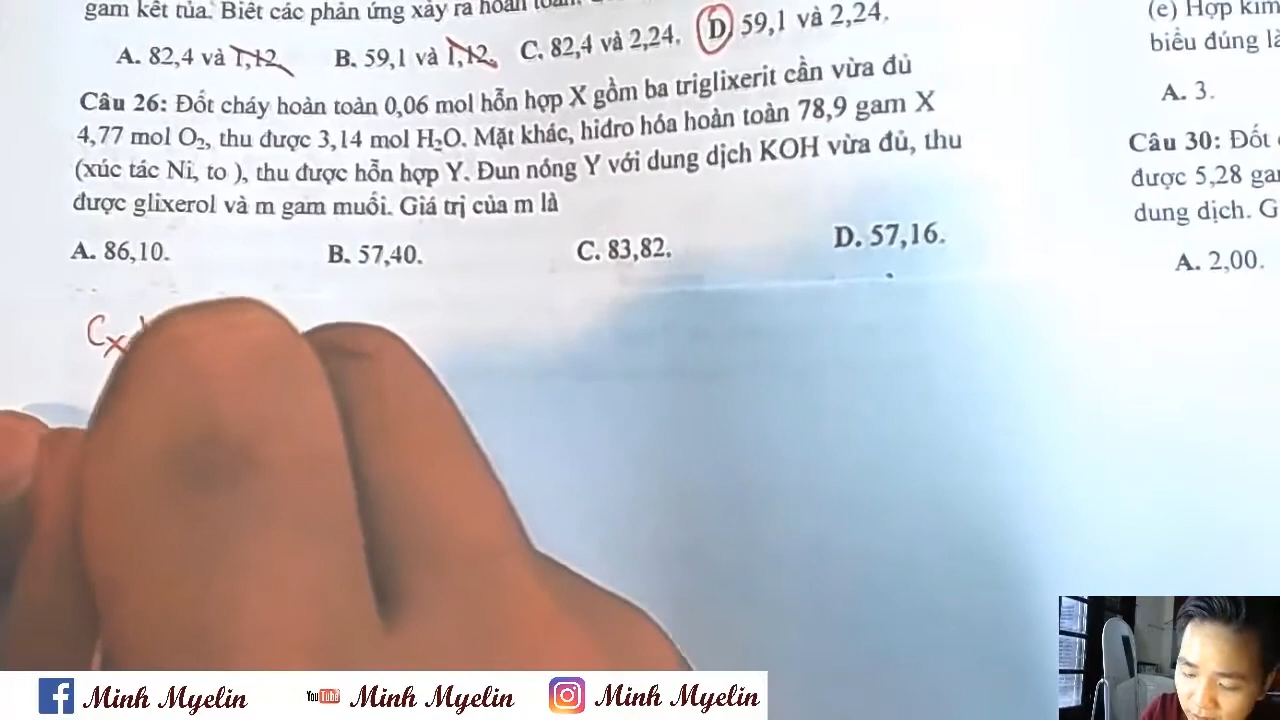 gam kết tủa. Biết các phản ứng xảy ra hoàn
A. 82,4 và 1,12. B. 59,1 và 1,12. C. 82,4 và 2,24. D. 59,1 và 2,24.
Câu 26: Đốt cháy hoàn toàn 0,06 mol hỗn hợp X gồm ba triglixerit cần vừa đủ
4,77 mol O₂, thu được 3,14 mol H₂O. Mặt khác, hiđro hóa hoàn toàn 78,9 gam X
(xúc tác Ni, to ), thu được hỗn hợp Y. Đun nóng Y với dung dịch KOH vừa đủ, thu
được glixerol và m gam muối. Giá trị của m là
A. 86,10. B. 57,40. C. 83,82. D. 57,16.
Cx
(e) Hợp kim
biểu đúng là
A. 3.
Câu 30: Đốt
được 5,28 ga
dung dịch. G
A. 2,00.
f Minh Myelin YouTube Minh Myelin Minh Myelin